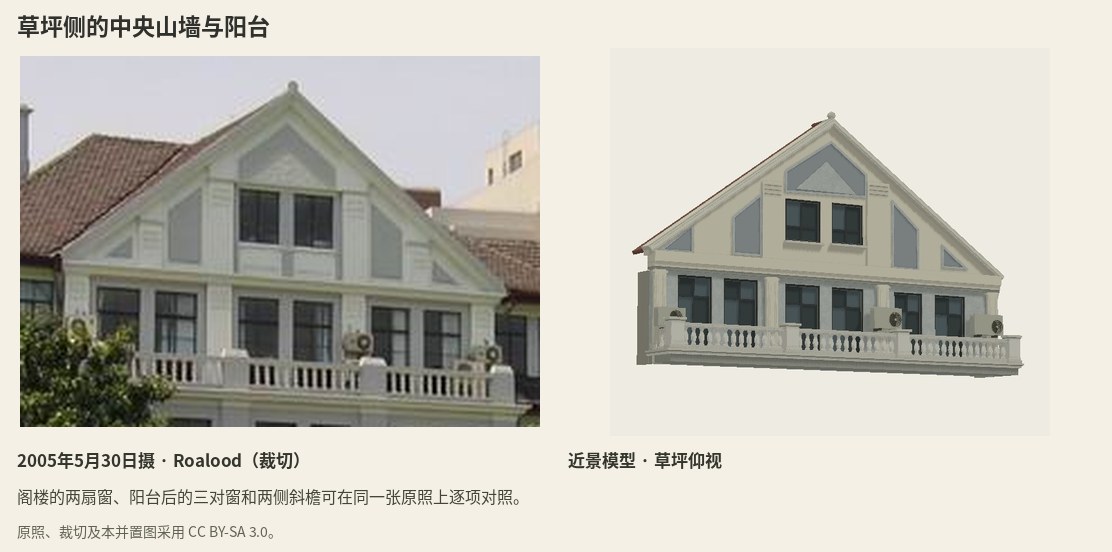 草坪侧的中央山墙与阳台
2005年5月30日摄 · Roalood（裁切）
近景模型 · 草坪仰视
阁楼的两扇窗、阳台后的三对窗和两侧斜檐可在同一张原照上逐项对照。
原照、裁切及本并置图采用 CC BY-SA 3.0。